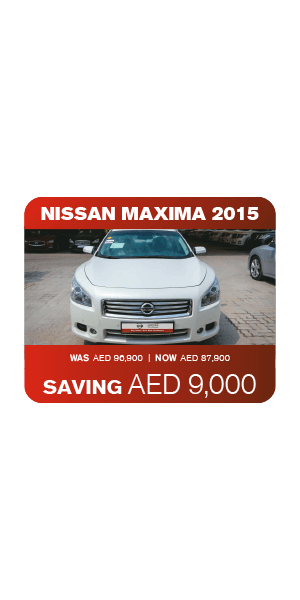 NISSAN MAXIMA 2015
WAS AED 96,900 | NOW AED 87,900
SAVING AED 9,000